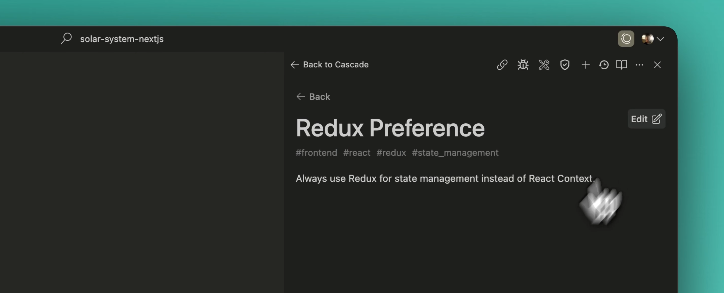 solar-system-nextjs
Back to Cascade
Back
Redux Preference
Edit
#frontend #react #redux #state_management
Always use Redux for state management instead of React Context.